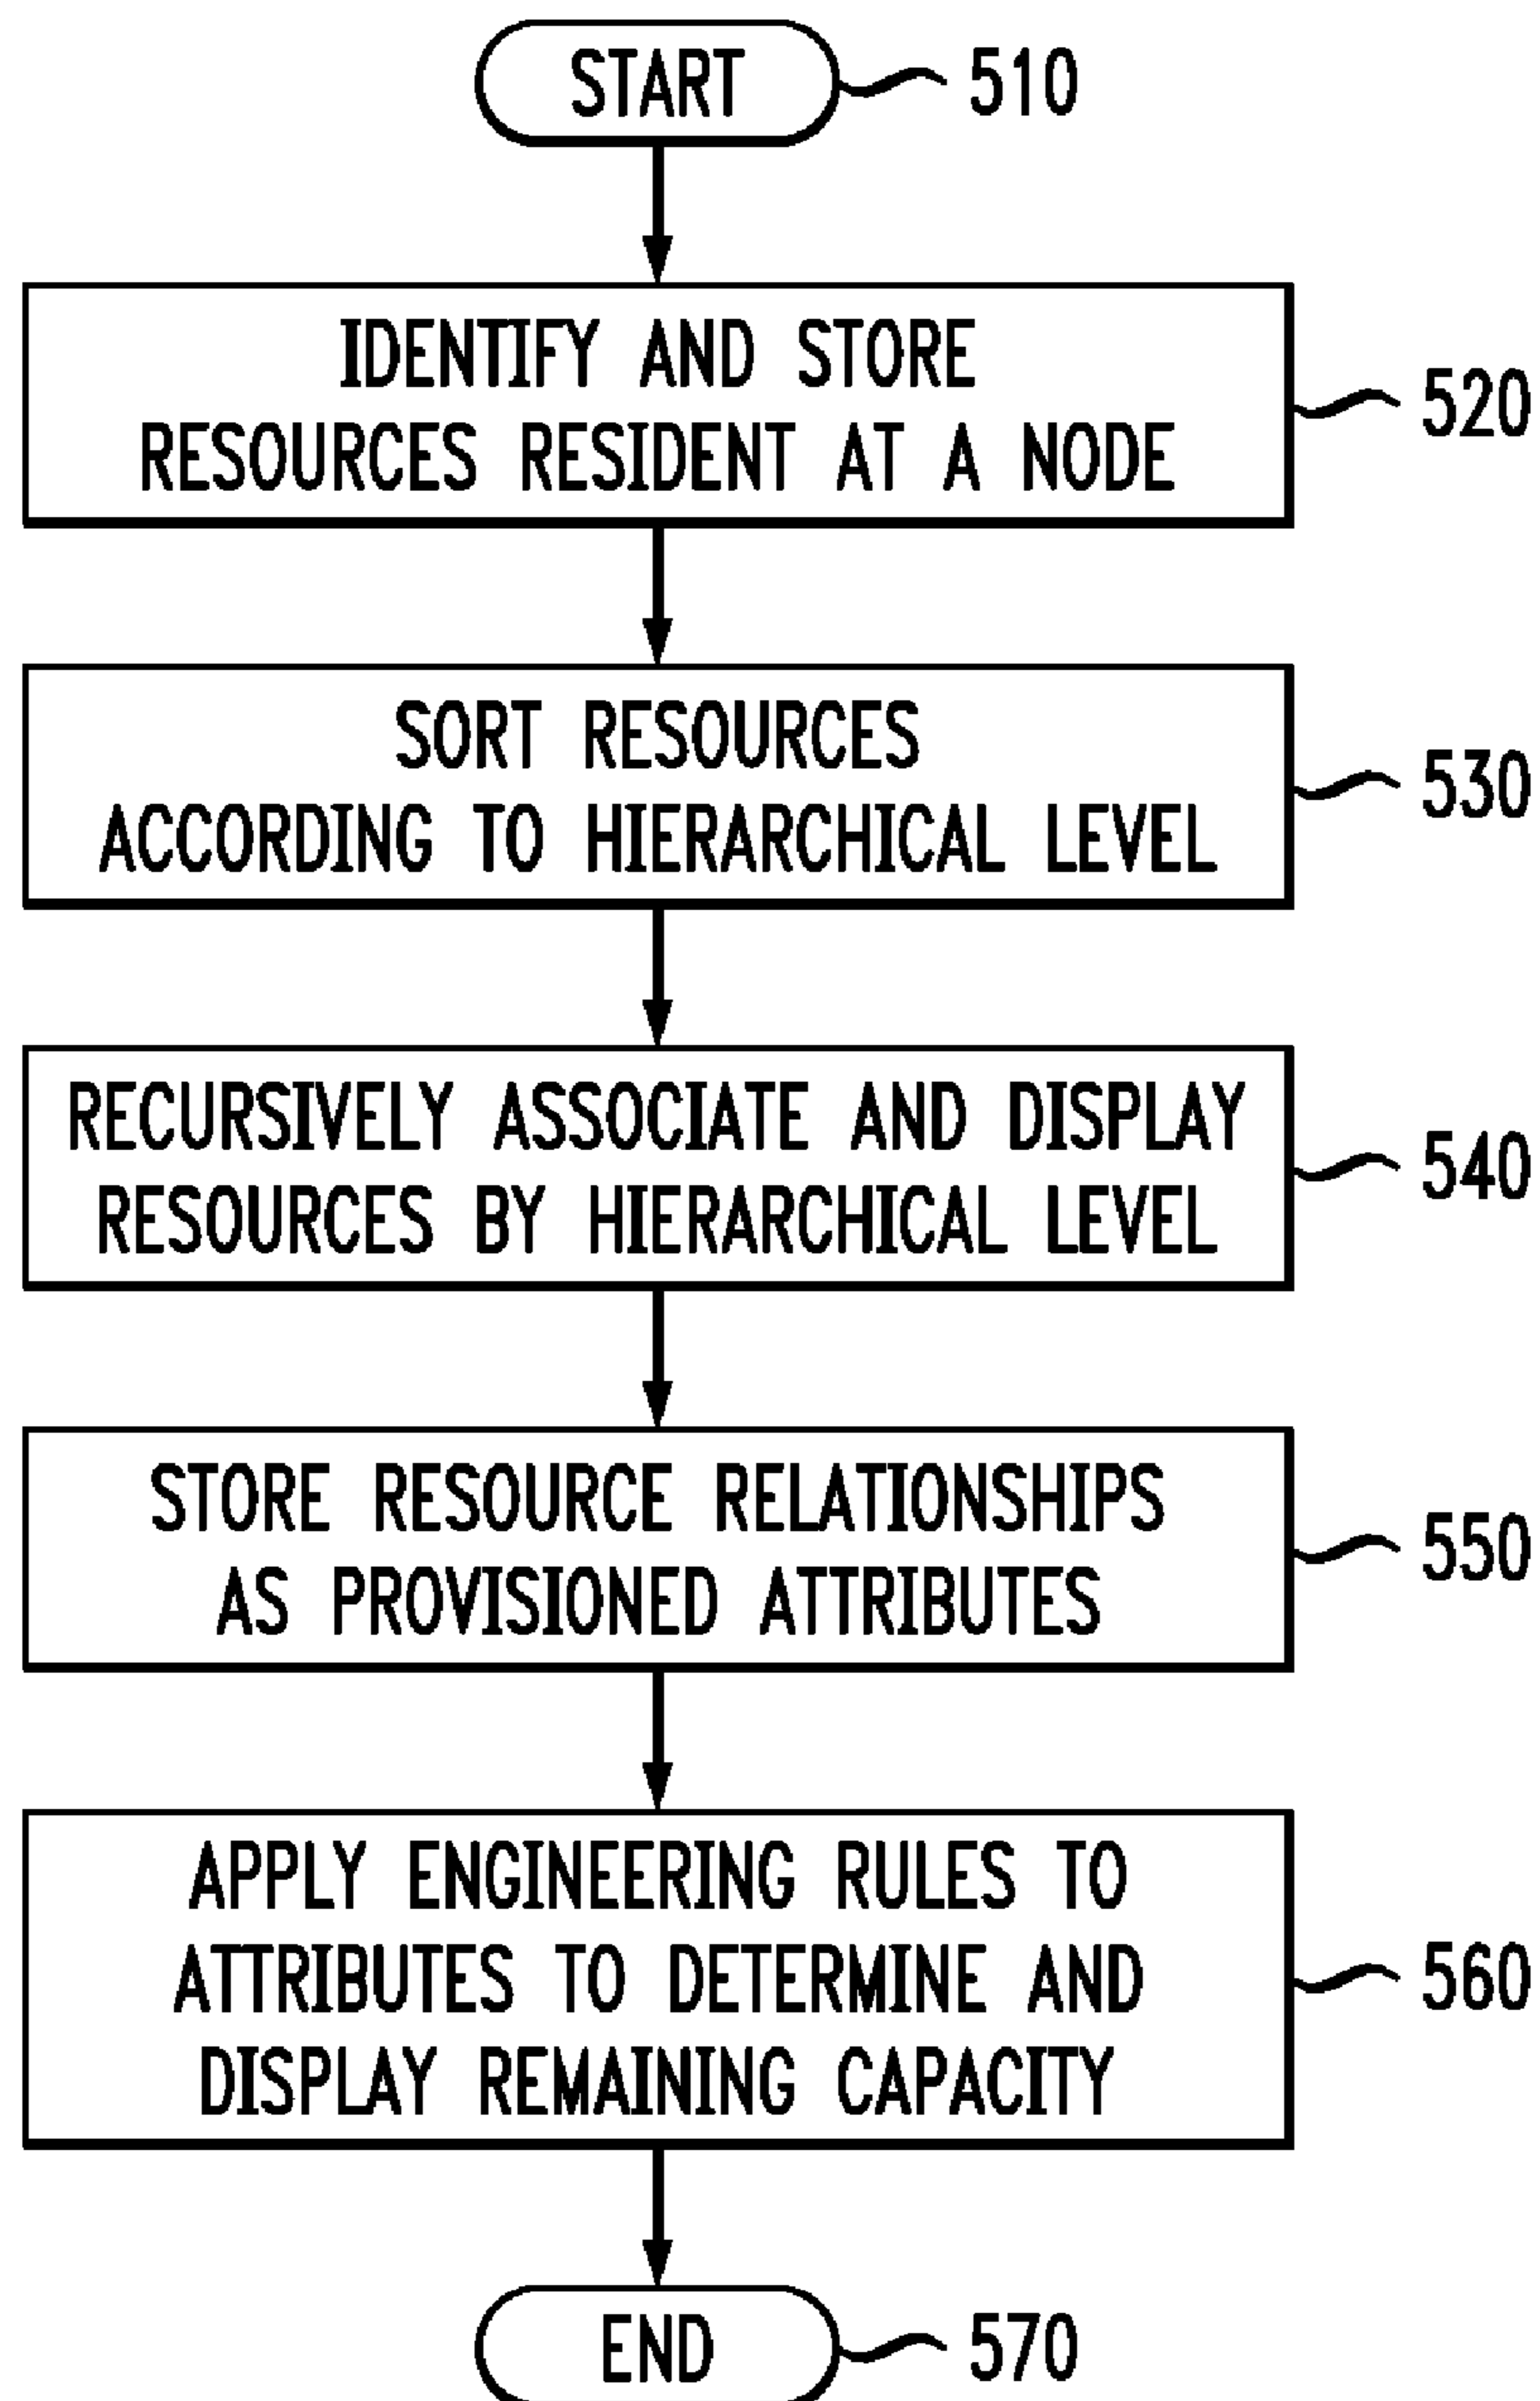 START 510
IDENTIFY AND STORE
RESOURCES RESIDENT AT A NODE
520
SORT RESOURCES
ACCORDING TO HIERARCHICAL LEVEL
530
RECURSIVELY ASSOCIATE AND DISPLAY
RESOURCES BY HIERARCHICAL LEVEL
540
STORE RESOURCE RELATIONSHIPS
AS PROVISIONED ATTRIBUTES
550
APPLY ENGINEERING RULES TO
ATTRIBUTES TO DETERMINE AND
DISPLAY REMAINING CAPACITY
560
END 570